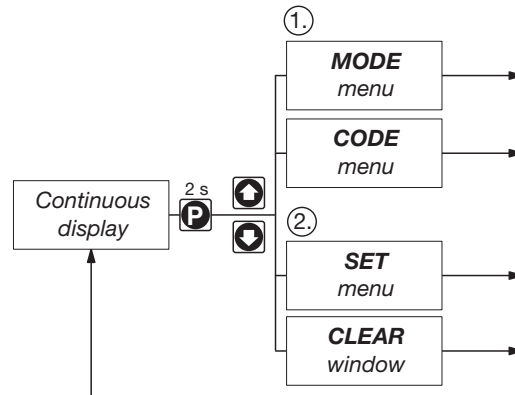 1.
MODE
menu
CODE
menu
2 s
Continuous
display
P
2.
SET
menu
CLEAR
window